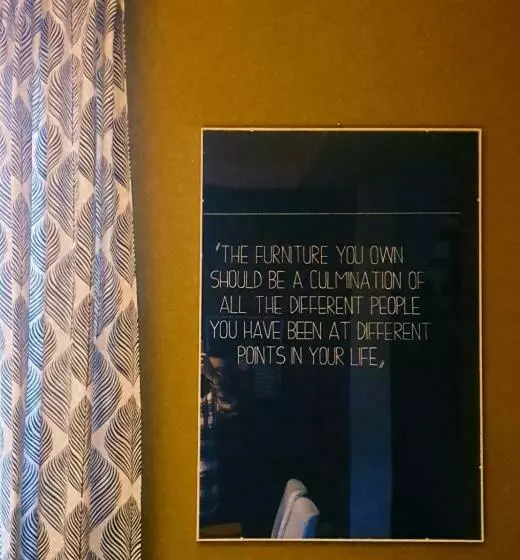 "THE FURNITURE YOU OWN
SHOULD BE A CULMINATION OF
ALL THE DIFFERENT PEOPLE
YOU HAVE BEEN AT DIFFERENT
POINTS IN YOUR LIFE„